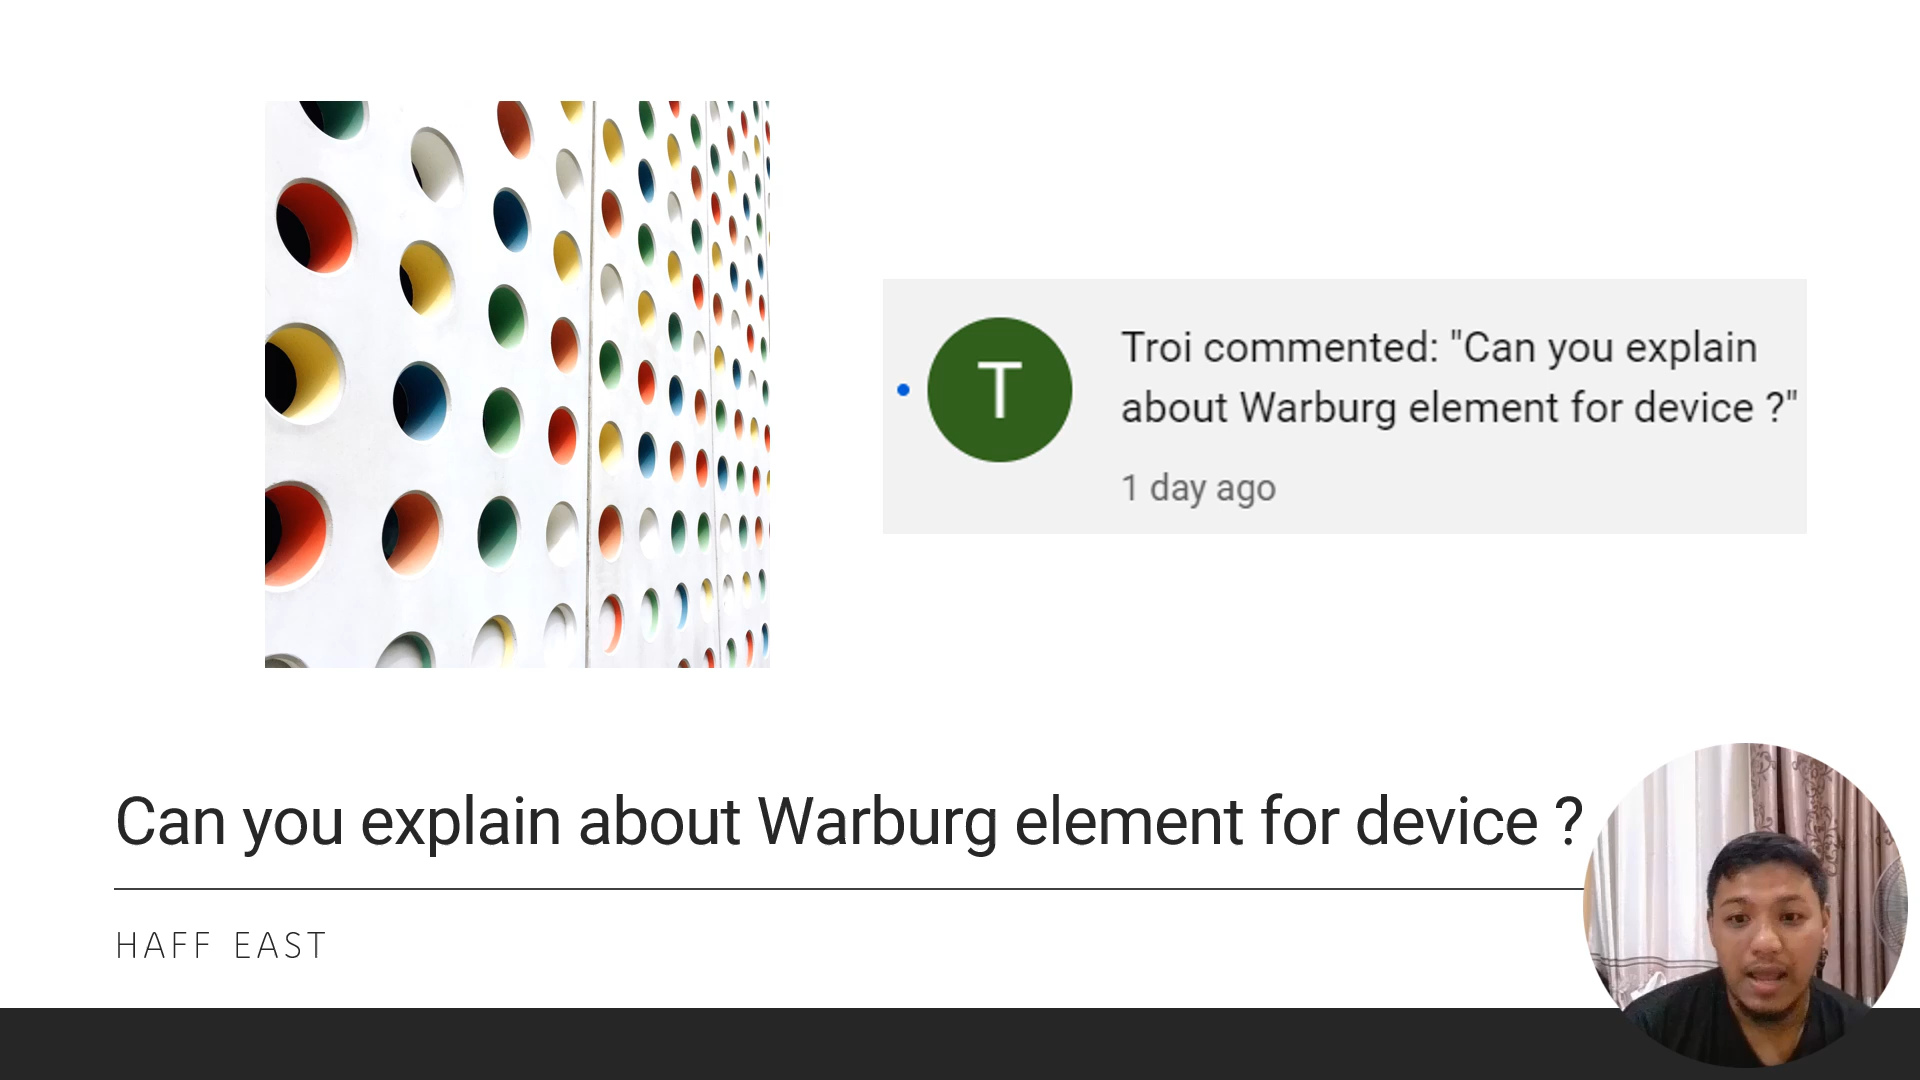 Troi commented: "Can you explain
about Warburg element for device ?"
T
1 day ago
Can you explain about Warburg element for device ?
HAFF EAST